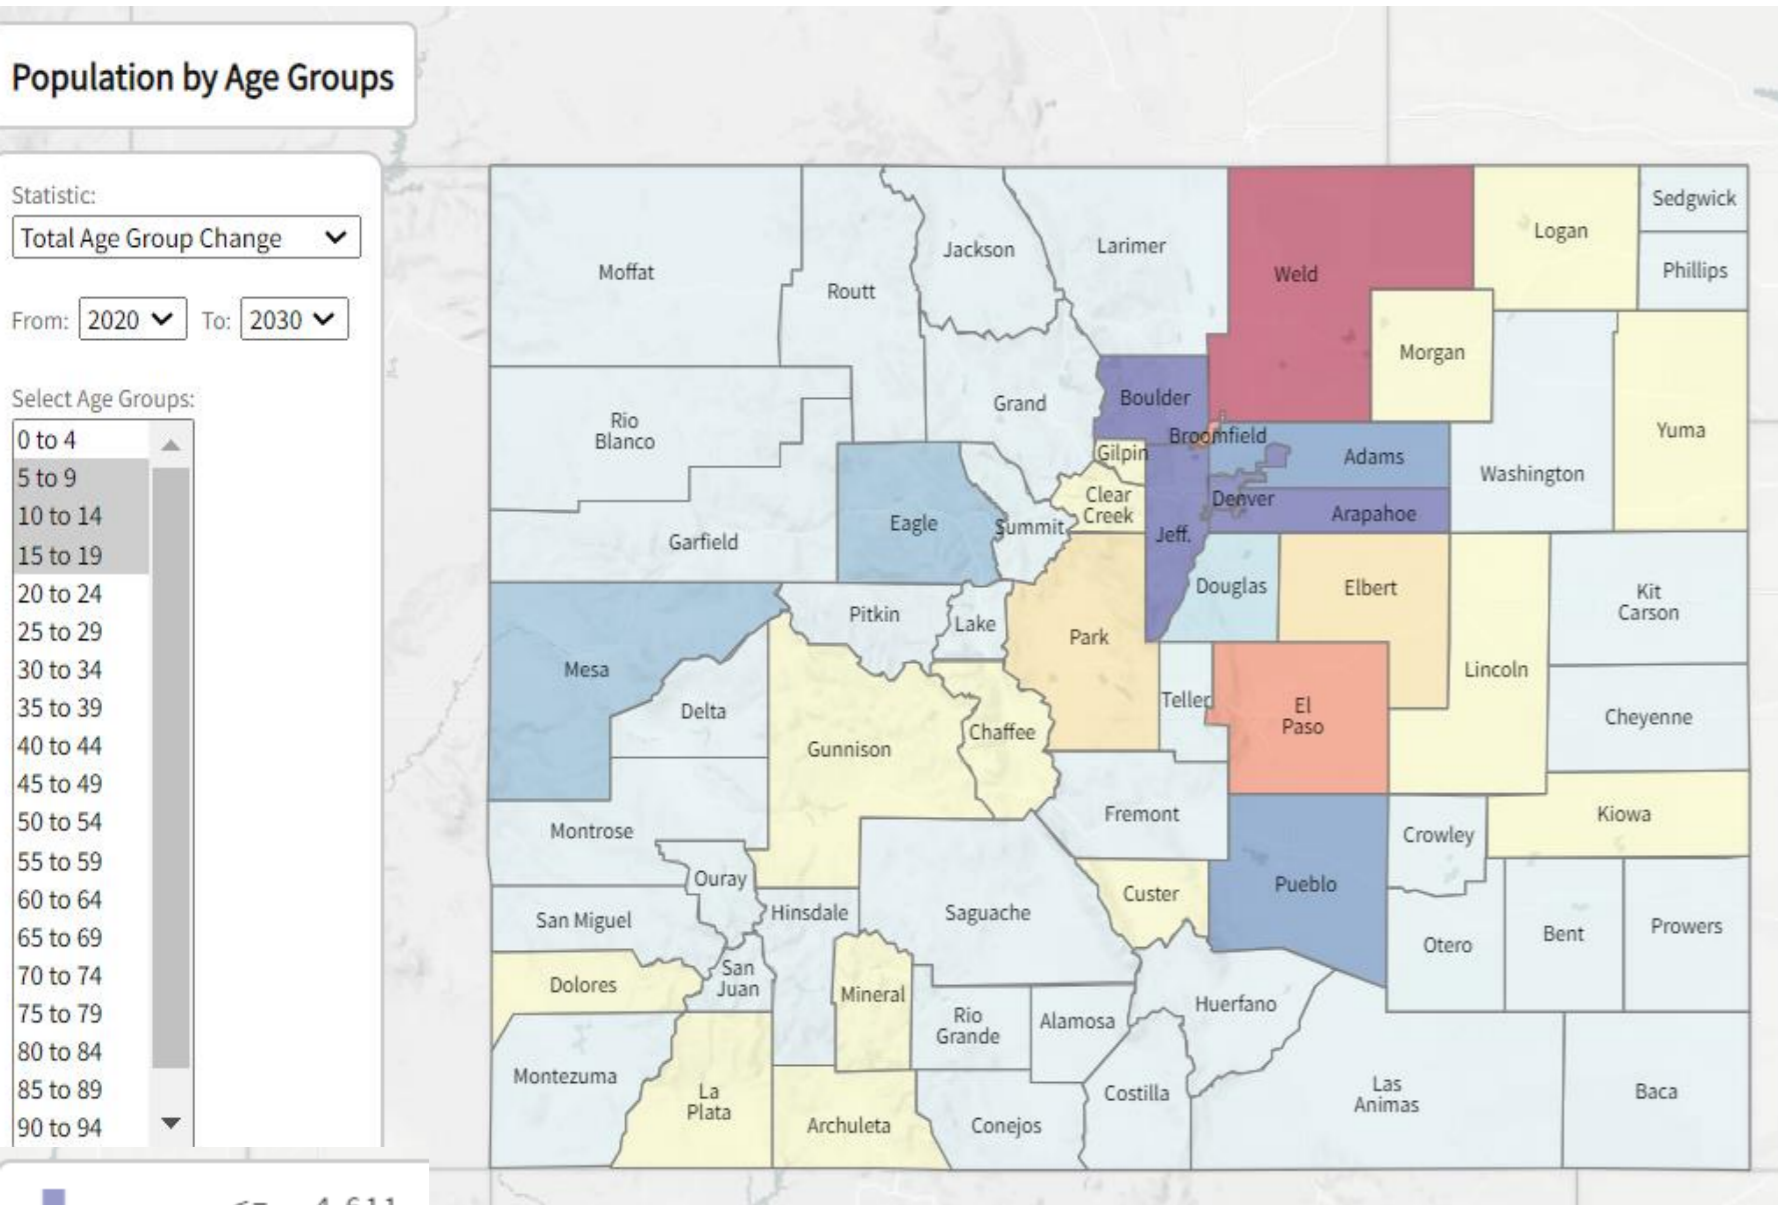 Population by Age Groups
Statistic:
Total Age Group Change
From: 2020 To: 2030
Select Age Groups:
0 to 4
5 to 9
10 to 14
15 to 19
20 to 24
25 to 29
30 to 34
35 to 39
40 to 44
45 to 49
50 to 54
55 to 59
60 to 64
65 to 69
70 to 74
75 to 79
80 to 84
85 to 89
90 to 94
Sedgwick
Logan
Jackson
Larimer
Moffat
Weld
Phillips
Routt
Morgan
Boulder
Grand
Rio
Blanco
Broomfield
Yuma
Gilpin
Adams
Washington
Clear
Creek
Denver
Arapahoe
Eagle
Summit
Jeff.
Garfield
Douglas
Elbert
Kit
Carson
Pitkin
Lake
Park
Mesa
Lincoln
Teller
Delta
El
Paso
Cheyenne
Chaffee
Gunnison
Fremont
Kiowa
Montrose
Crowley
Ouray
Pueblo
Custer
San Miguel
Hinsdale
Saguache
Prowers
Bent
Otero
San
Juan
Dolores
Mineral
Huerfano
Rio
Grande
Alamosa
Montezuma
La
Plata
Costilla
Las
Animas
Baca
Archuleta
Conejos